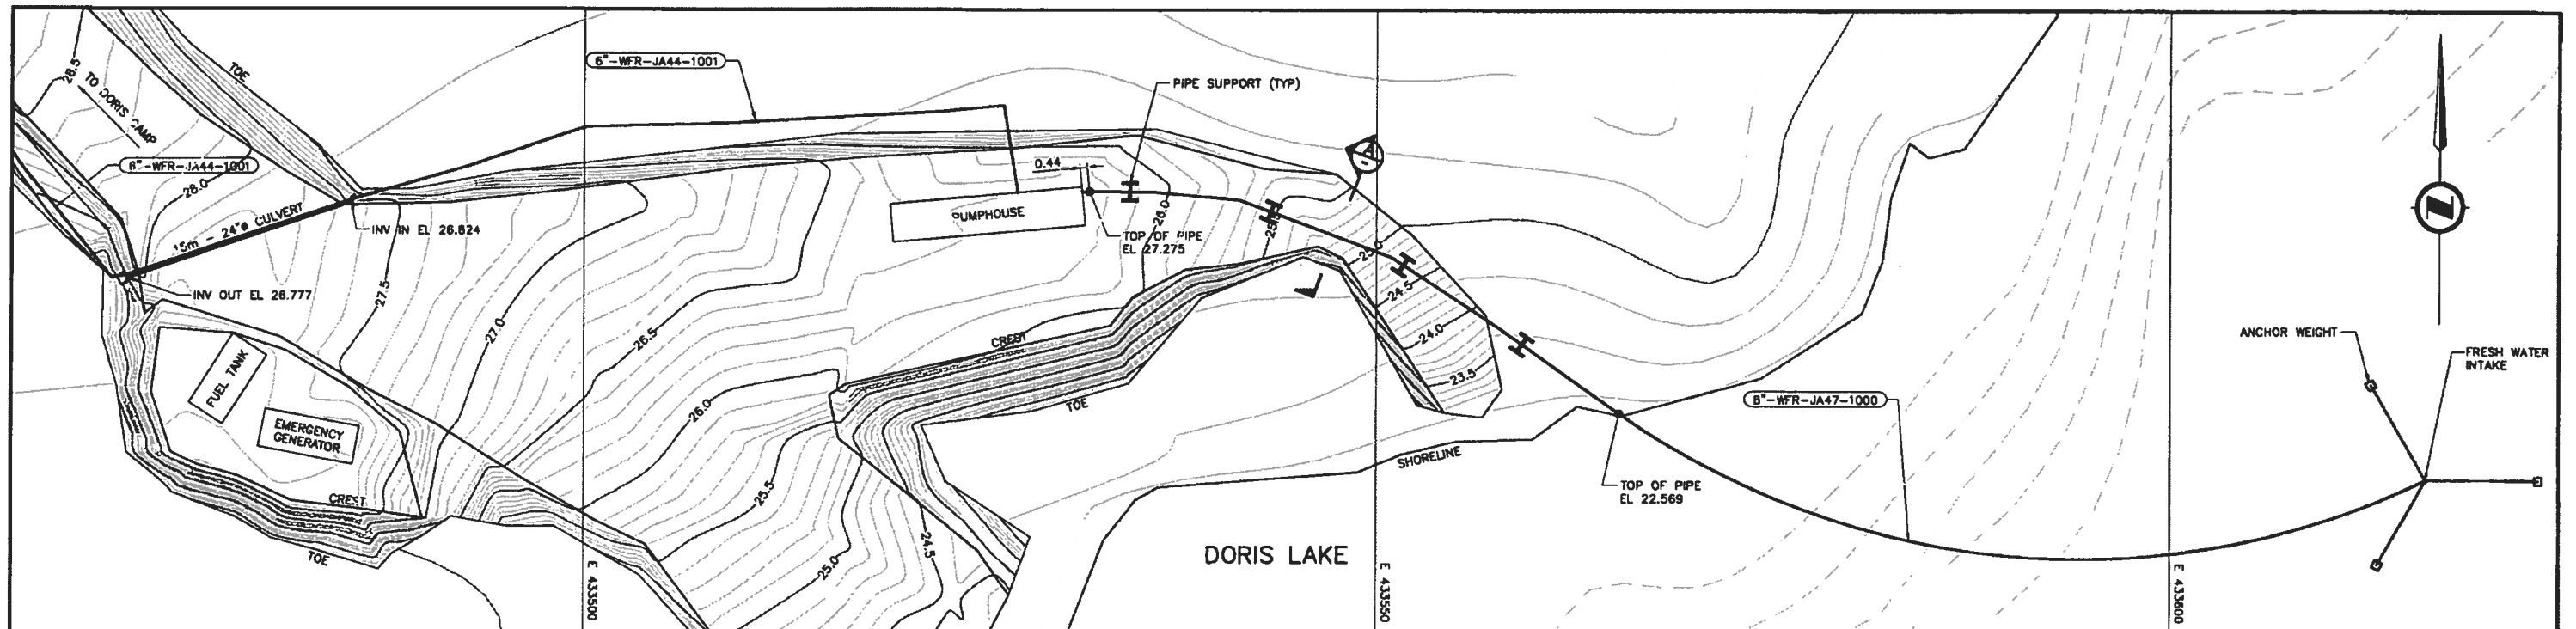 28.5
TO DORIS CAMP
TOE
6"-WFR-JA44-1001
PIPE SUPPORT (TYP)
6"-WFR-JA44-1001
28.0
0.44
A
N
15m - 24"ø CULVERT
INV IN EL 26.824
PUMPHOUSE
TOP OF PIPE
EL 27.275
26.0
25.5
25.0
24.5
24.0
23.5
INV OUT EL 26.777
27.5
27.0
26.5
26.0
25.5
25.0
24.5
FUEL TANK
EMERGENCY
GENERATOR
CREST
TOE
CREST
TOE
SHORELINE
8"-WFR-JA47-1000
ANCHOR WEIGHT
FRESH WATER
INTAKE
TOP OF PIPE
EL 22.569
DORIS LAKE
E 433500
E 433550
E 433600